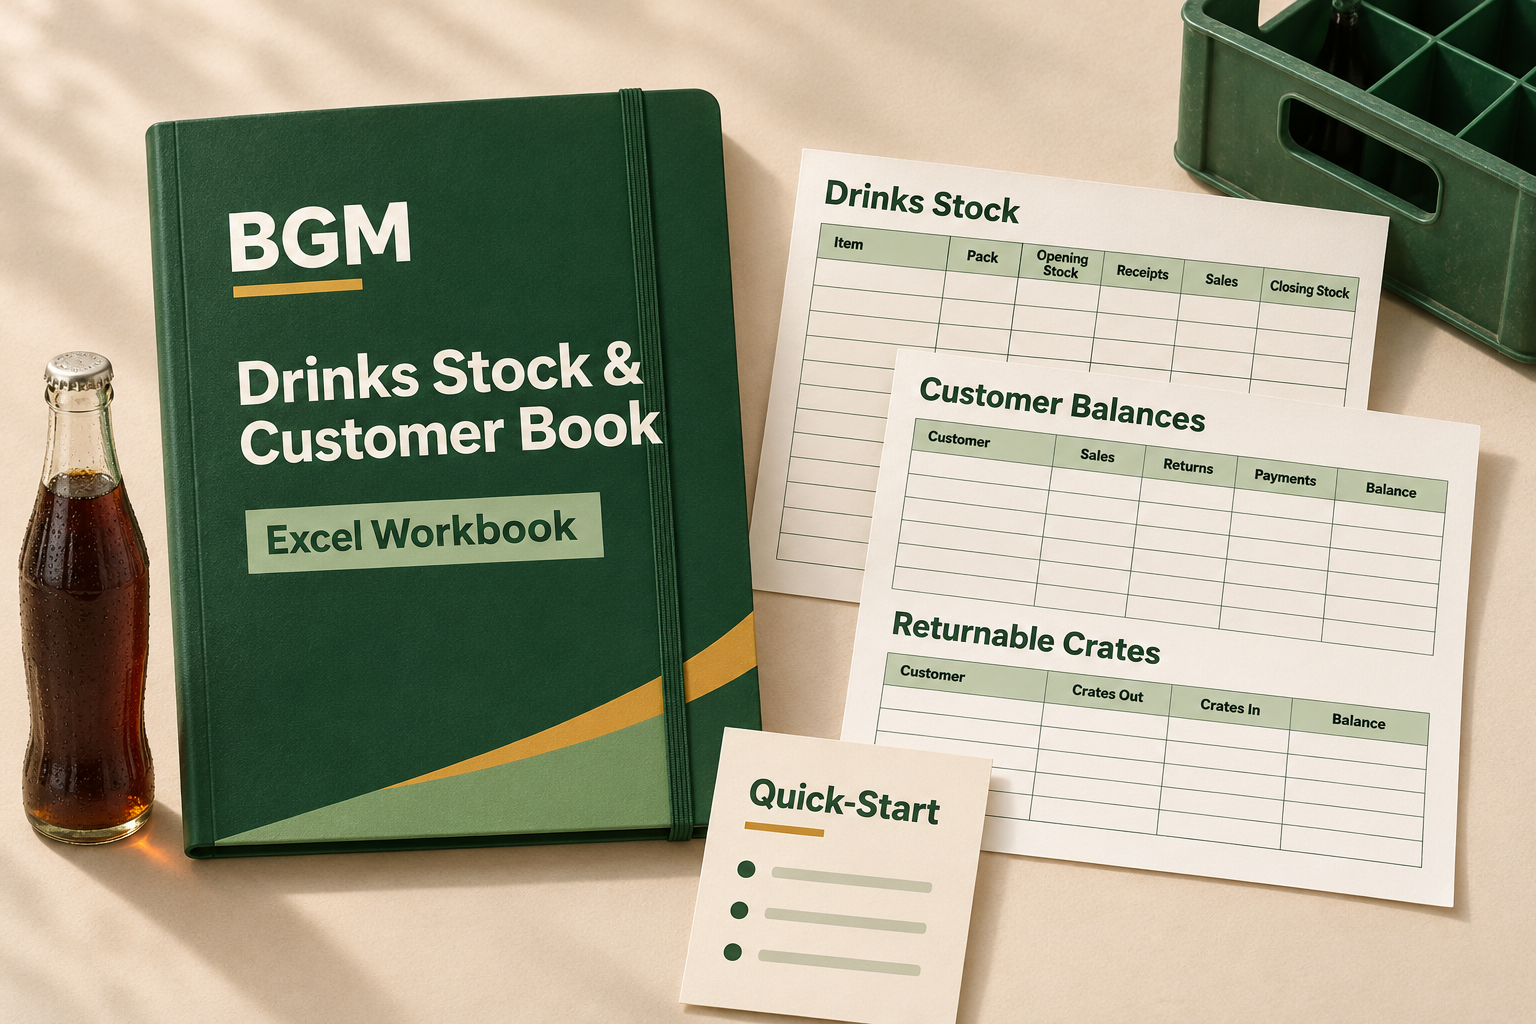 BGM
Drinks Stock &
Customer Book
Excel Workbook
Drinks Stock
Item
Pack
Opening
Stock
Receipts
Sales
Closing Stock
Customer Balances
Customer
Sales
Returns
Payments
Balance
Returnable Crates
Customer
Crates Out
Crates In
Balance
Quick-Start